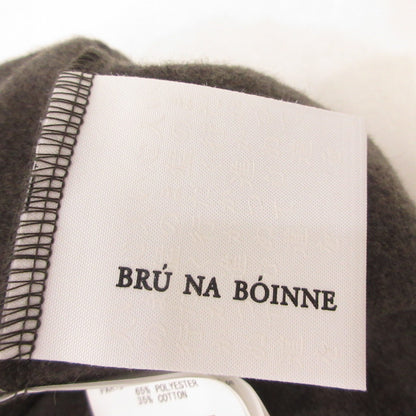 BRÚ NA BÓINNE
65% POLYESTER
35% COTTON